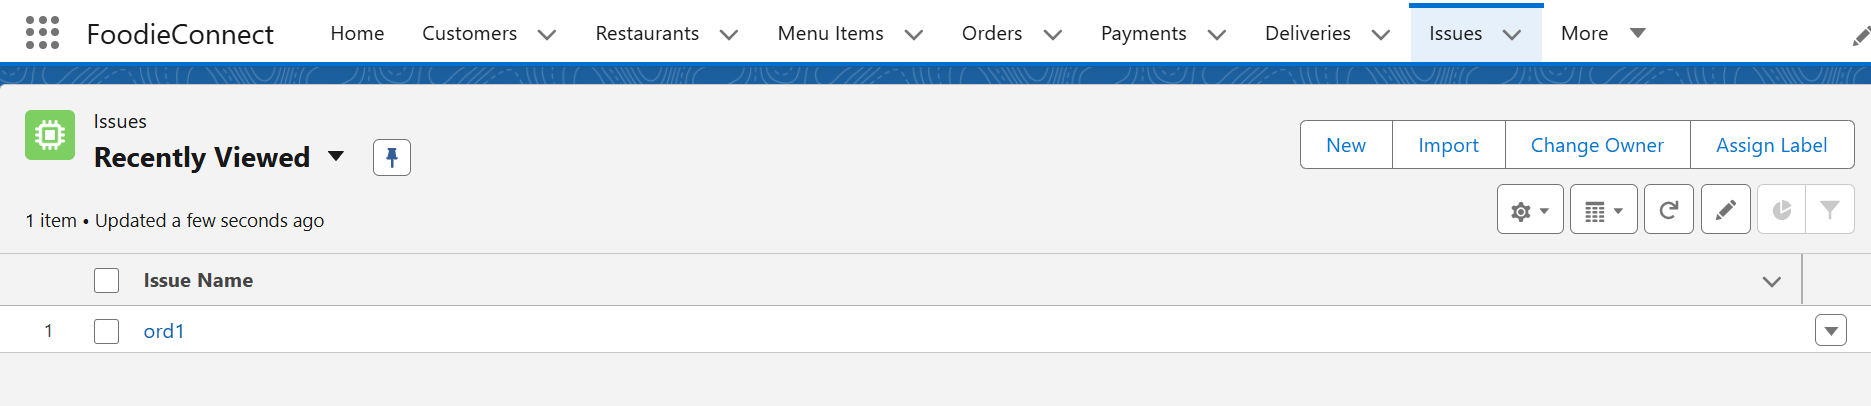 FoodieConnect Home Customers Restaurants Menu Items Orders Payments Deliveries Issues More
Issues
Recently Viewed
New Import Change Owner Assign Label
1 item • Updated a few seconds ago
Issue Name
1 ord1